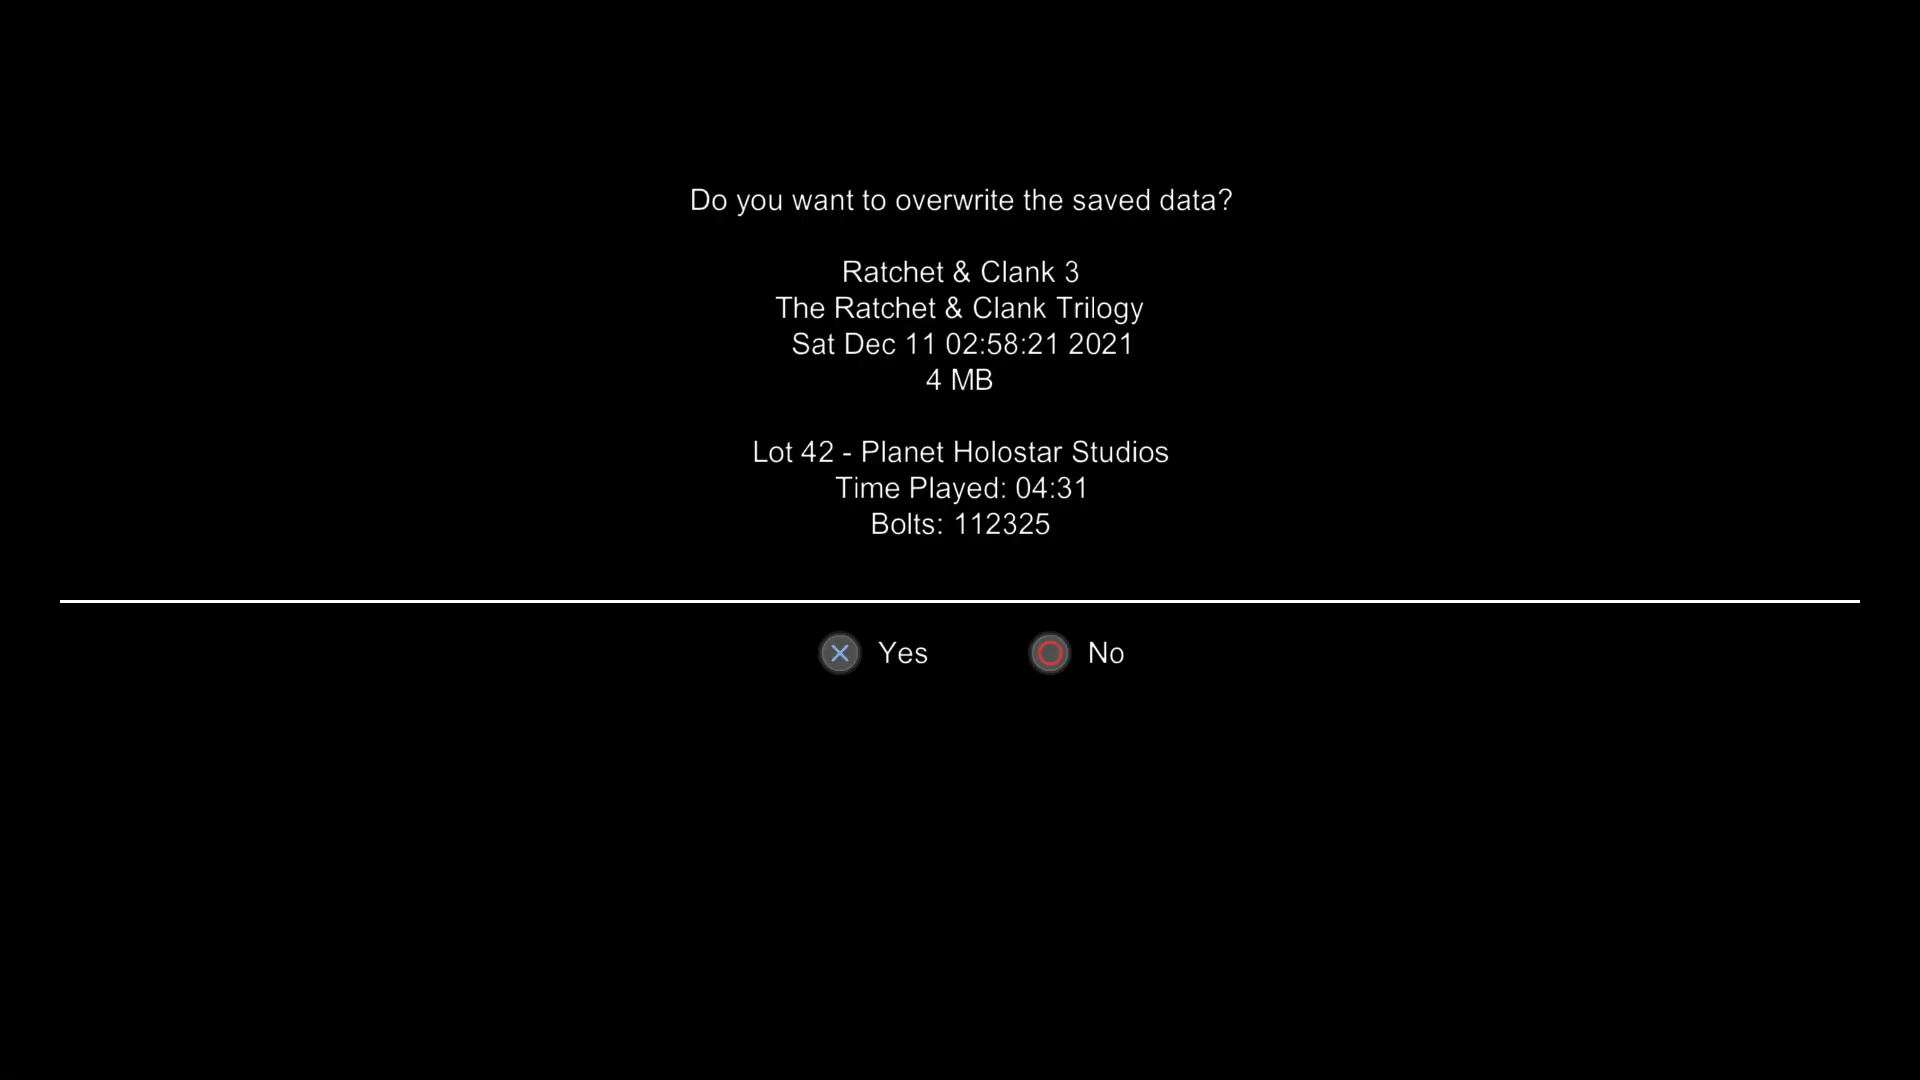 Do you want to overwrite the saved data?
Ratchet & Clank 3
The Ratchet & Clank Trilogy
Sat Dec 11 02:58:21 2021
4 MB
Lot 42 - Planet Holostar Studios
Time Played: 04:31
Bolts: 112325
Yes No